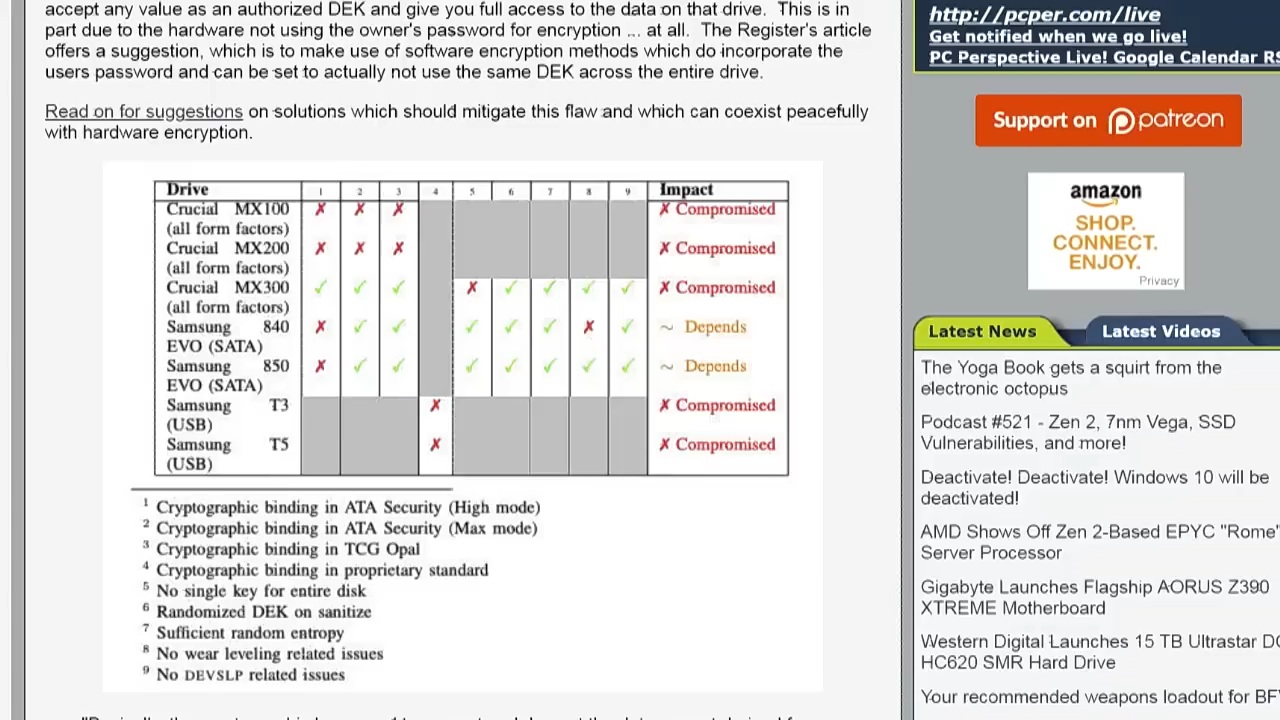 accept any value as an authorized DEK and give you full access to the data on that drive.  This is in
part due to the hardware not using the owner's password for encryption ... at all.  The Register's article
offers a suggestion, which is to make use of software encryption methods which do incorporate the
users password and can be set to actually not use the same DEK across the entire drive.
Read on for suggestions on solutions which should mitigate this flaw and which can coexist peacefully
with hardware encryption.
Drive 1 2 3 4 5 6 7 8 9 Impact
Crucial MX100 ✗ ✗ ✗ ✗ Compromised
(all form factors)
Crucial MX200 ✗ ✗ ✗ ✗ Compromised
(all form factors)
Crucial MX300 ✓ ✓ ✓ ✗ ✓ ✓ ✓ ✓ ✗ Compromised
(all form factors)
Samsung 840 ✗ ✓ ✓ ✓ ✓ ✓ ✗ ✓ ~ Depends
EVO (SATA)
Samsung 850 ✗ ✓ ✓ ✓ ✓ ✓ ✓ ✓ ~ Depends
EVO (SATA)
Samsung T3 ✗ ✗ Compromised
(USB)
Samsung T5 ✗ ✗ Compromised
(USB)
1 Cryptographic binding in ATA Security (High mode)
2 Cryptographic binding in ATA Security (Max mode)
3 Cryptographic binding in TCG Opal
4 Cryptographic binding in proprietary standard
5 No single key for entire disk
6 Randomized DEK on sanitize
7 Sufficient random entropy
8 No wear leveling related issues
9 No DEVSLP related issues
http://pcper.com/live
Get notified when we go live!
PC Perspective Live! Google Calendar RS
Support on patreon
amazon
SHOP.
CONNECT.
ENJOY.
Privacy
Latest News Latest Videos
The Yoga Book gets a squirt from the
electronic octopus
Podcast #521 - Zen 2, 7nm Vega, SSD
Vulnerabilities, and more!
Deactivate! Deactivate! Windows 10 will be
deactivated!
AMD Shows Off Zen 2-Based EPYC "Rome"
Server Processor
Gigabyte Launches Flagship AORUS Z390
XTREME Motherboard
Western Digital Launches 15 TB Ultrastar DC
HC620 SMR Hard Drive
Your recommended weapons loadout for BF